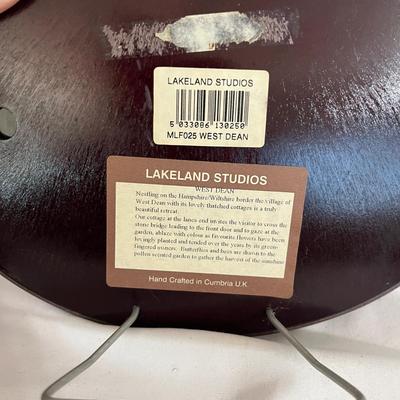 LAKELAND STUDIOS
5 033086 130250
MLF025 WEST DEAN
LAKELAND STUDIOS
WEST DEAN
Nestling on the Hampshire/Wiltshire border the village of
West Dean with its lovely thatched cottages is a truly
beautiful retreat.
Our cottage at the lanes end invites the visitor to cross the
stone bridge leading to the front door and to gaze at the
garden, ablaze with colour as favourite flowers have been
lovingly planted and tended over the years by its green-
fingered owners. Butterflies and bees are drawn to the
pollen scented garden to gather the harvest of the sunshine
Hand Crafted in Cumbria U.K